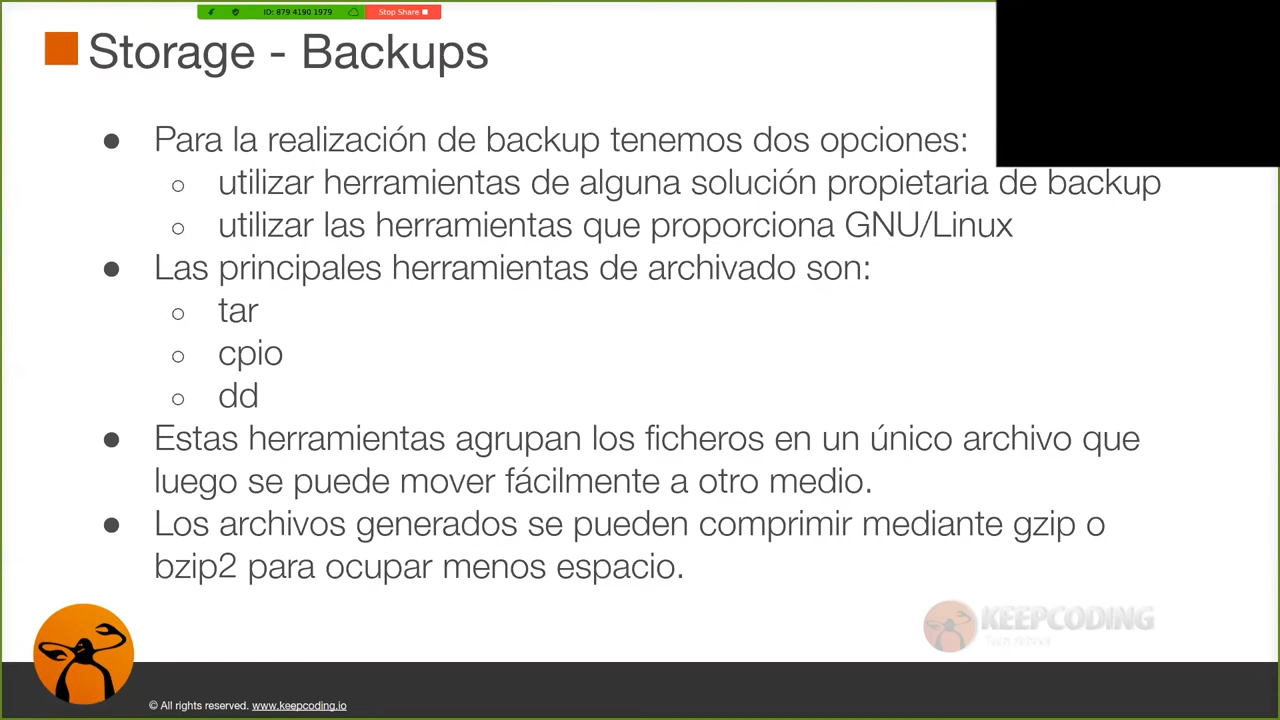 ID: 879 4190 1979 Stop Share
Storage - Backups
● Para la realización de backup tenemos dos opciones:
○ utilizar herramientas de alguna solución propietaria de backup
○ utilizar las herramientas que proporciona GNU/Linux
● Las principales herramientas de archivado son:
○ tar
○ cpio
○ dd
● Estas herramientas agrupan los ficheros en un único archivo que
luego se puede mover fácilmente a otro medio.
● Los archivos generados se pueden comprimir mediante gzip o
bzip2 para ocupar menos espacio.
KEEPCODING
Tech School
© All rights reserved. www.keepcoding.io